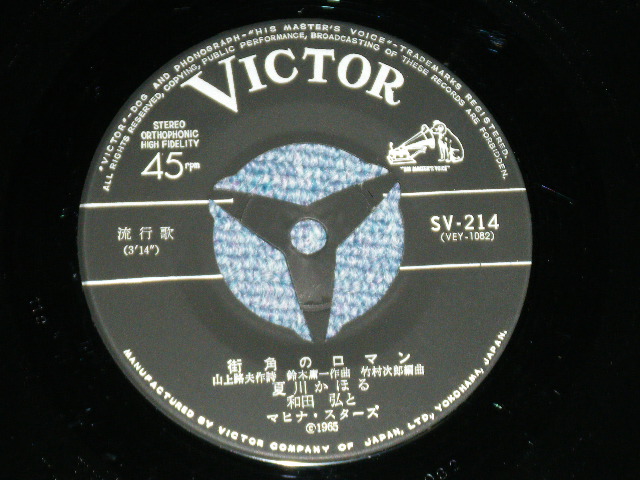 "VICTOR"-DOG AND PHONOGRAPH-"HIS MASTER'S VOICE"-TRADEMARKS REGISTERED.
ALL RIGHTS RESERVED, COPYING, PUBLIC PERFORMANCE, BROADCASTING OF THESE RECORDS ARE FORBIDDEN.
VICTOR
STEREO
ORTHOPHONIC
HIGH FIDELITY
45 rpm
"HIS MASTER'S VOICE"
流行歌
(3'14")
SV-214
(VEY-1082)
街角のロマン
山上路夫作詩 鈴木庸一作曲 竹村次郎編曲
夏川かほる
和田 弘と
マヒナ・スターズ
©1965
MANUFACTURED BY VICTOR COMPANY OF JAPAN, LTD., YOKOHAMA, JAPAN.